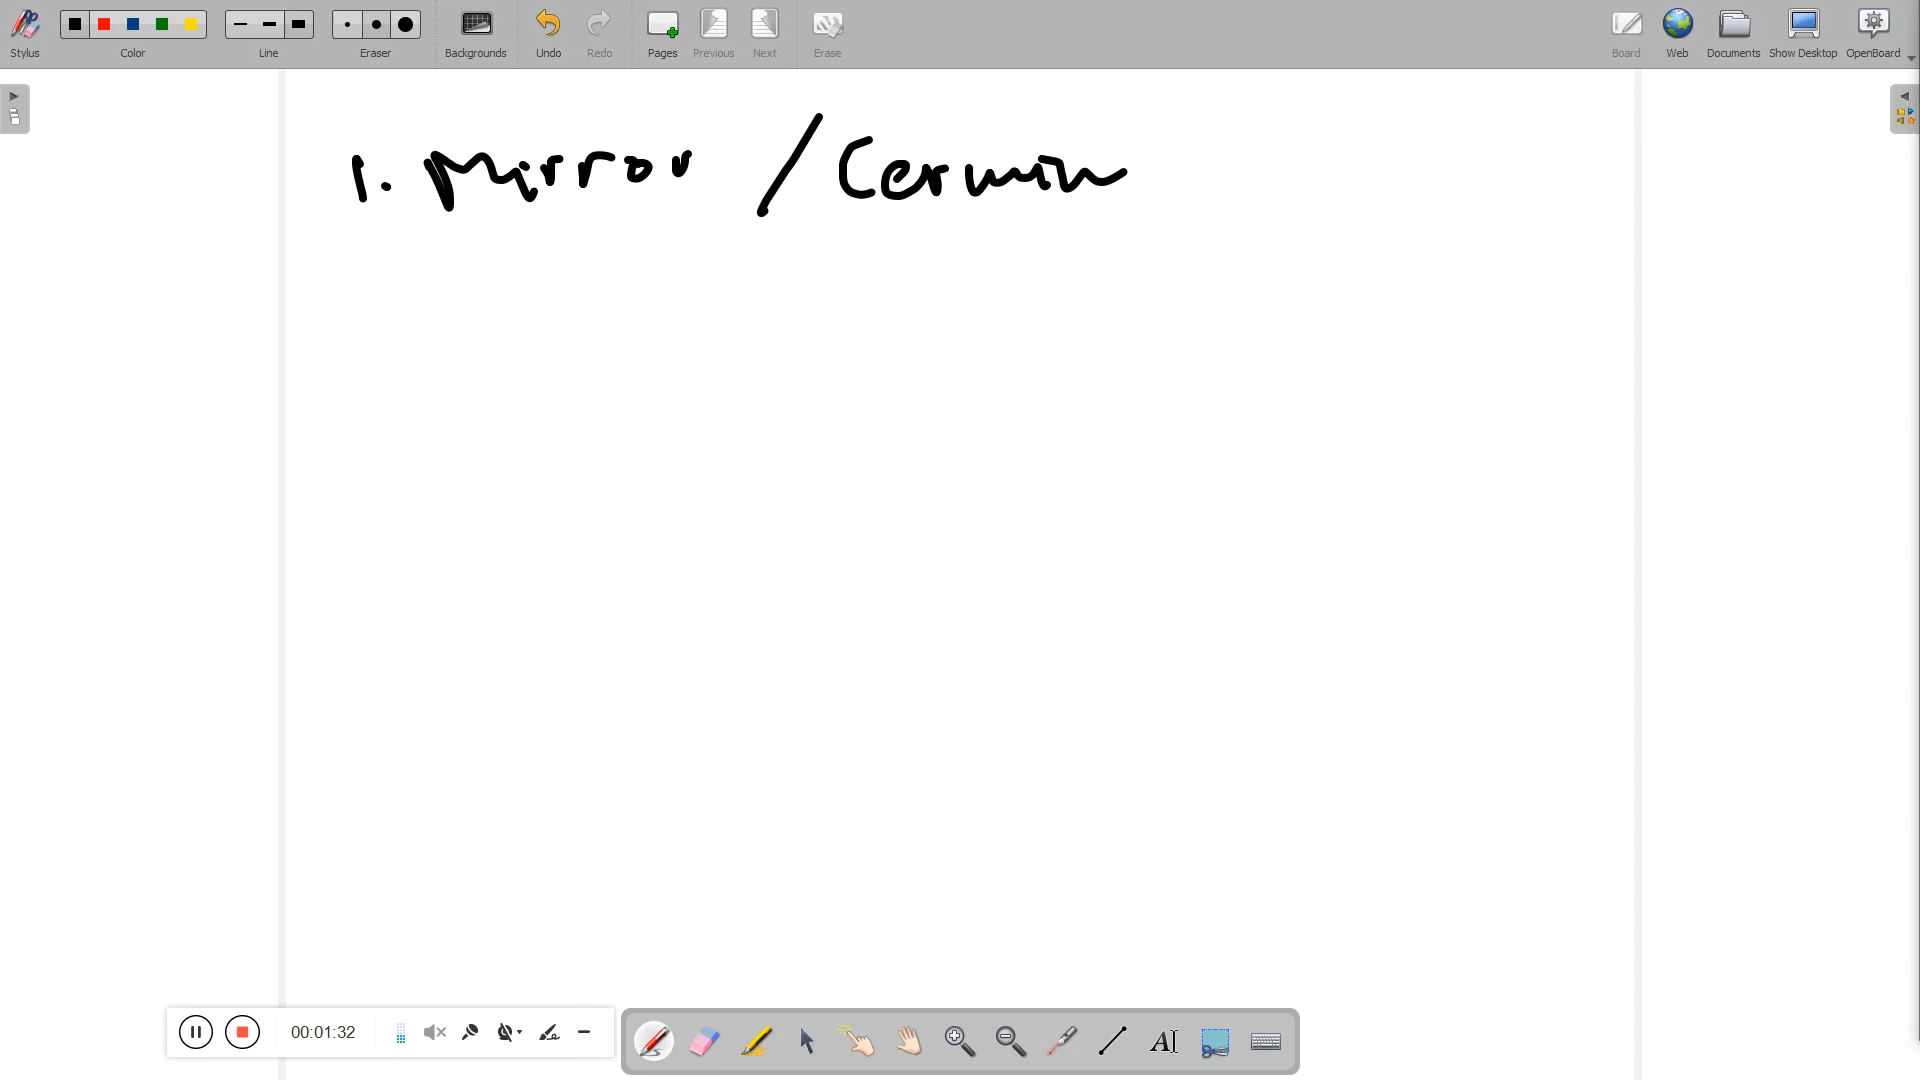 Stylus Color Line Eraser Backgrounds Undo Redo Pages Previous Next Erase Board Web Documents Show Desktop OpenBoard
1. Mirror / Cermin
00:01:32 AI